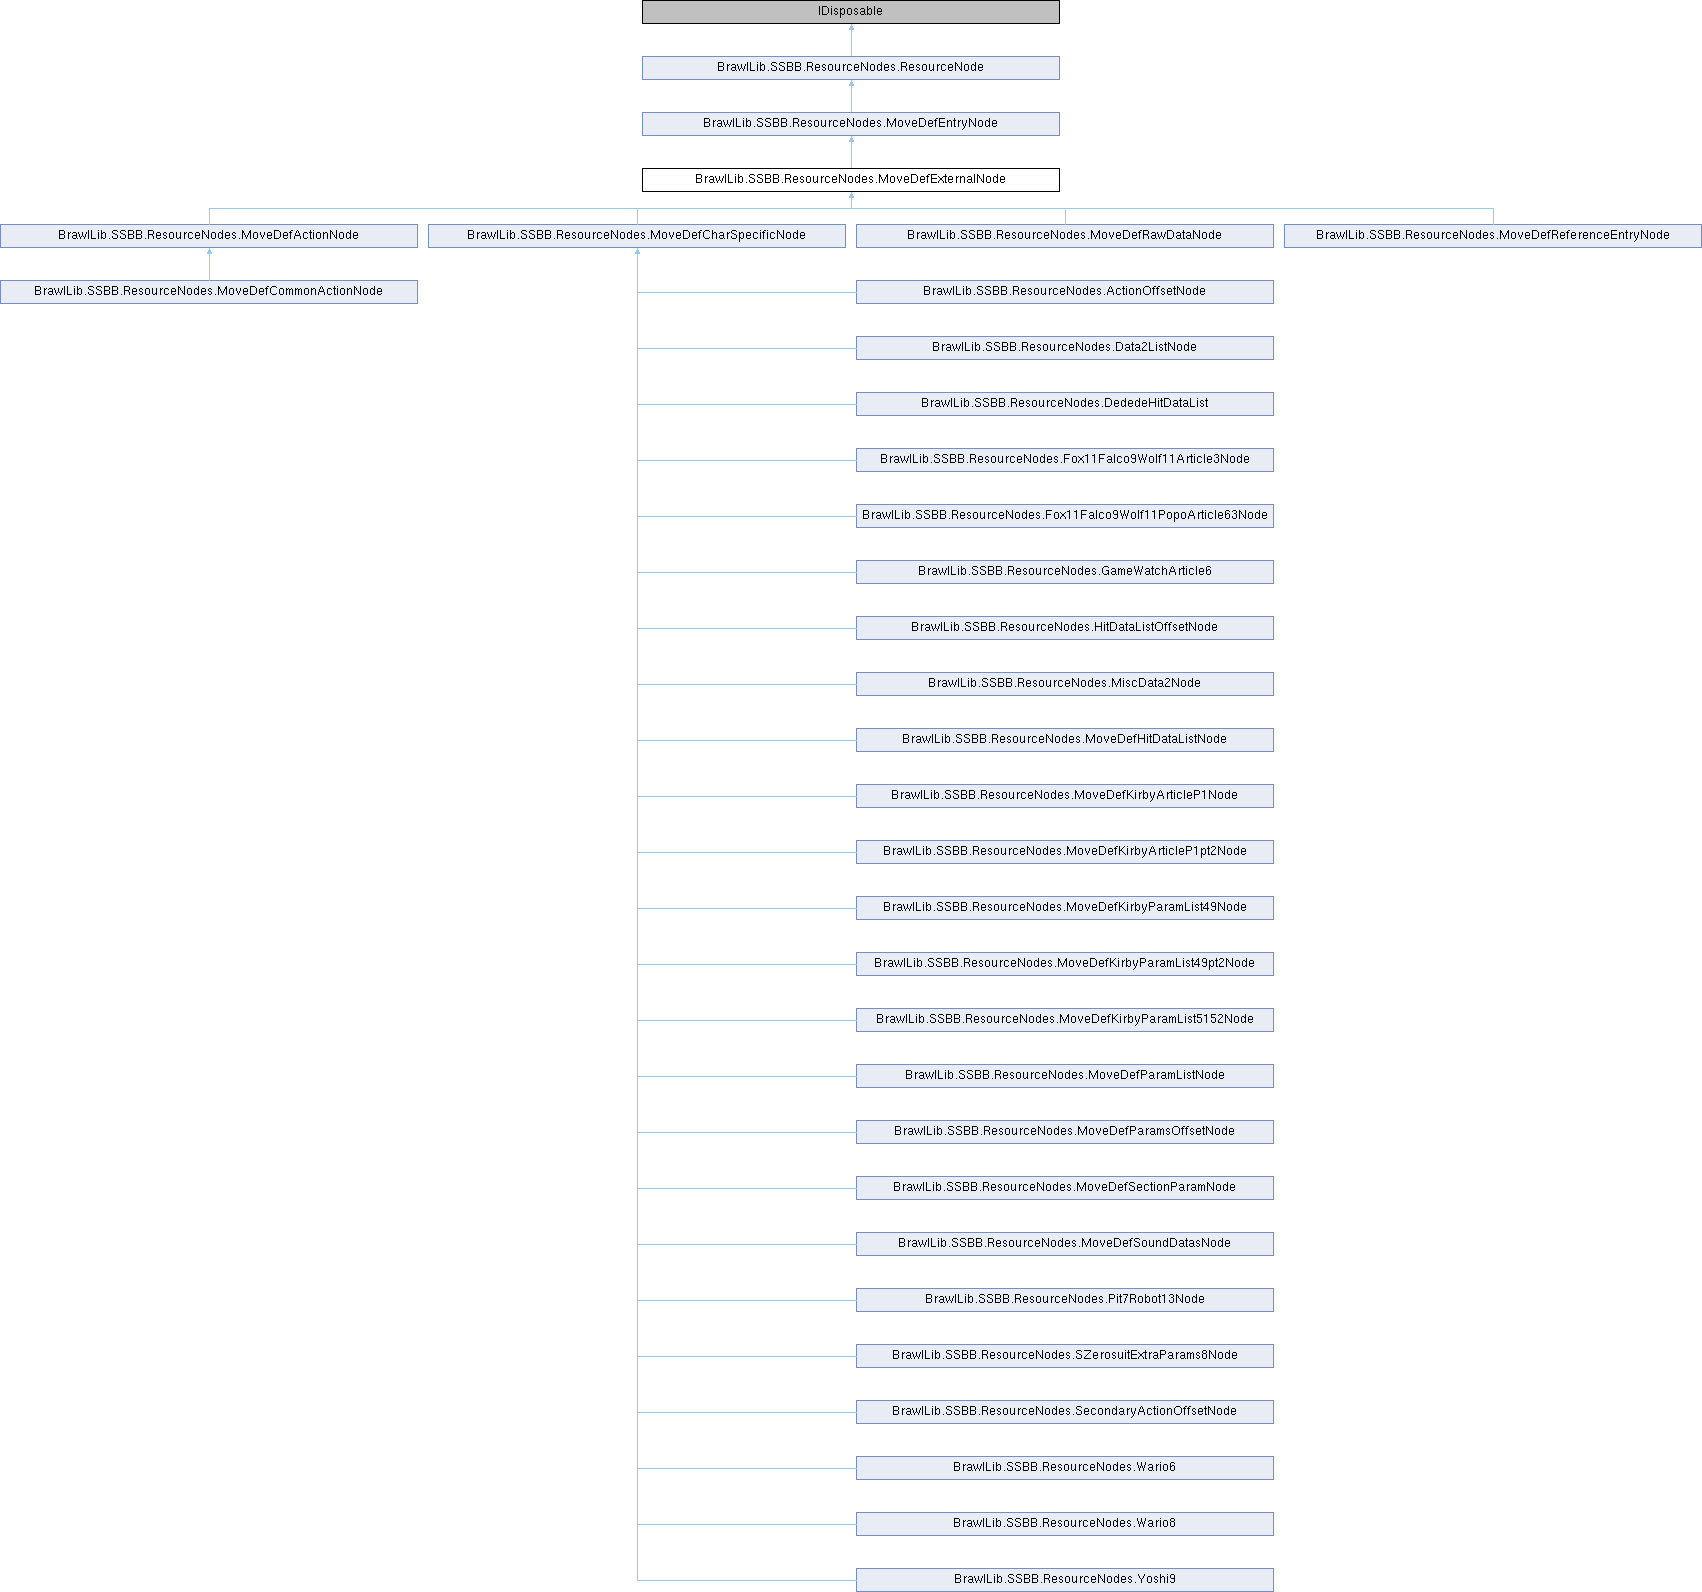 IDisposable
BrawlLib.SSBB.ResourceNodes.ResourceNode
BrawlLib.SSBB.ResourceNodes.MoveDefEntryNode
BrawlLib.SSBB.ResourceNodes.MoveDefExternalNode
BrawlLib.SSBB.ResourceNodes.MoveDefActionNode
BrawlLib.SSBB.ResourceNodes.MoveDefCharSpecificNode
BrawlLib.SSBB.ResourceNodes.MoveDefRawDataNode
BrawlLib.SSBB.ResourceNodes.MoveDefReferenceEntryNode
BrawlLib.SSBB.ResourceNodes.MoveDefCommonActionNode
BrawlLib.SSBB.ResourceNodes.ActionOffsetNode
BrawlLib.SSBB.ResourceNodes.Data2ListNode
BrawlLib.SSBB.ResourceNodes.DededeHitDataList
BrawlLib.SSBB.ResourceNodes.Fox11Falco9Wolf11Article3Node
BrawlLib.SSBB.ResourceNodes.Fox11Falco9Wolf11PopoArticle63Node
BrawlLib.SSBB.ResourceNodes.GameWatchArticle6
BrawlLib.SSBB.ResourceNodes.HitDataListOffsetNode
BrawlLib.SSBB.ResourceNodes.MiscData2Node
BrawlLib.SSBB.ResourceNodes.MoveDefHitDataListNode
BrawlLib.SSBB.ResourceNodes.MoveDefKirbyArticleP1Node
BrawlLib.SSBB.ResourceNodes.MoveDefKirbyArticleP1pt2Node
BrawlLib.SSBB.ResourceNodes.MoveDefKirbyParamList49Node
BrawlLib.SSBB.ResourceNodes.MoveDefKirbyParamList49pt2Node
BrawlLib.SSBB.ResourceNodes.MoveDefKirbyParamList5152Node
BrawlLib.SSBB.ResourceNodes.MoveDefParamListNode
BrawlLib.SSBB.ResourceNodes.MoveDefParamsOffsetNode
BrawlLib.SSBB.ResourceNodes.MoveDefSectionParamNode
BrawlLib.SSBB.ResourceNodes.MoveDefSoundDatasNode
BrawlLib.SSBB.ResourceNodes.Pit7Robot13Node
BrawlLib.SSBB.ResourceNodes.SZerosuitExtraParams8Node
BrawlLib.SSBB.ResourceNodes.SecondaryActionOffsetNode
BrawlLib.SSBB.ResourceNodes.Wario6
BrawlLib.SSBB.ResourceNodes.Wario8
BrawlLib.SSBB.ResourceNodes.Yoshi9